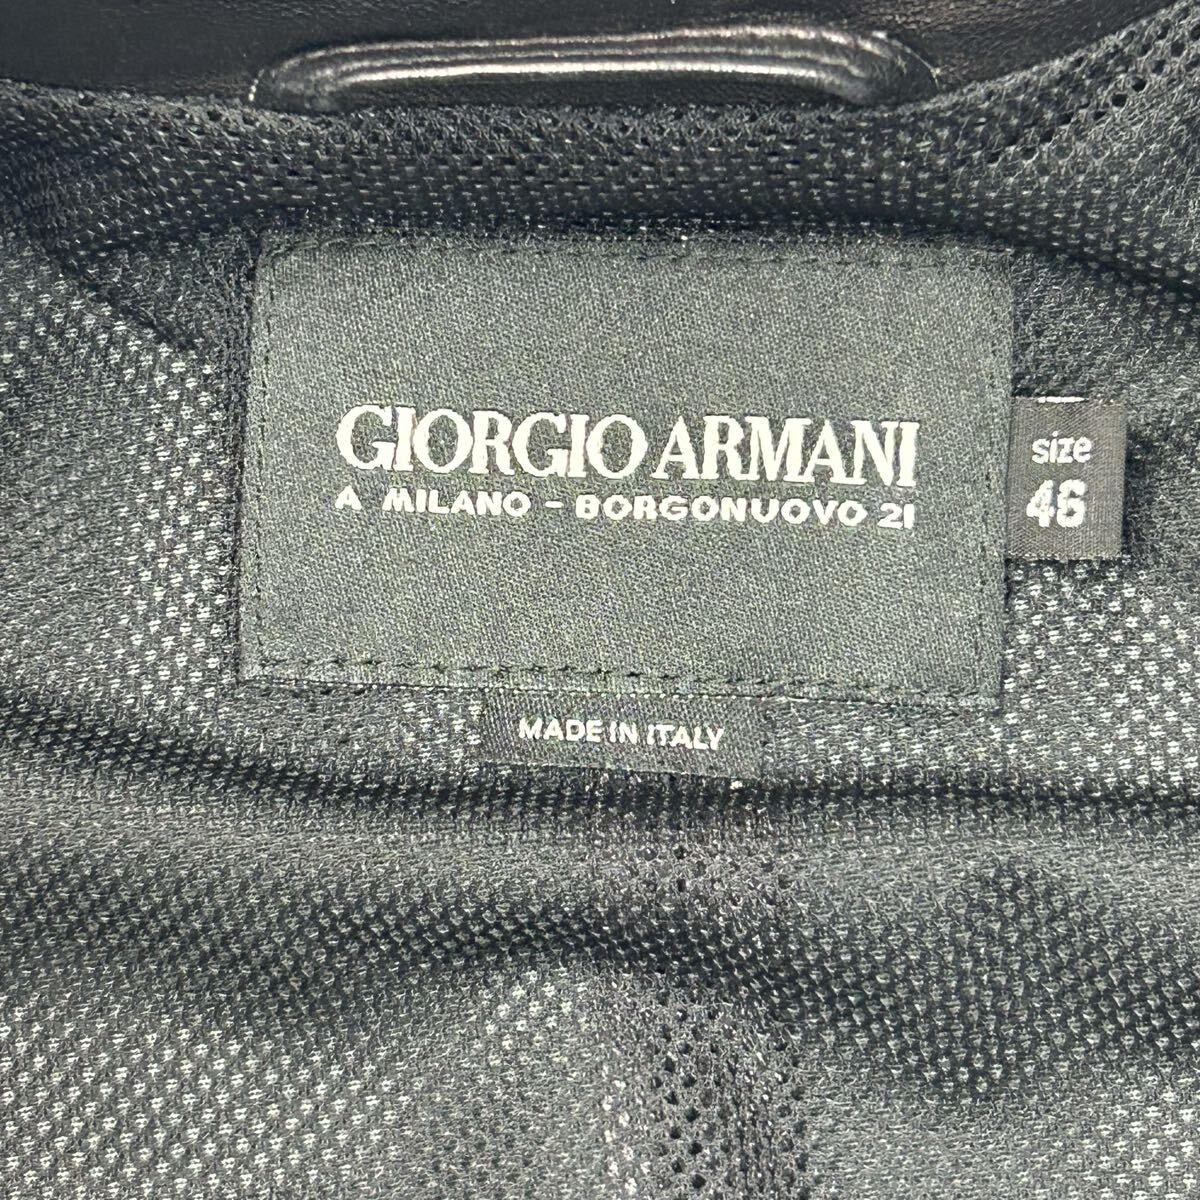 GIORGIO ARMANI
A MILANO - BORGONUOVO 21
size
46
MADE IN ITALY